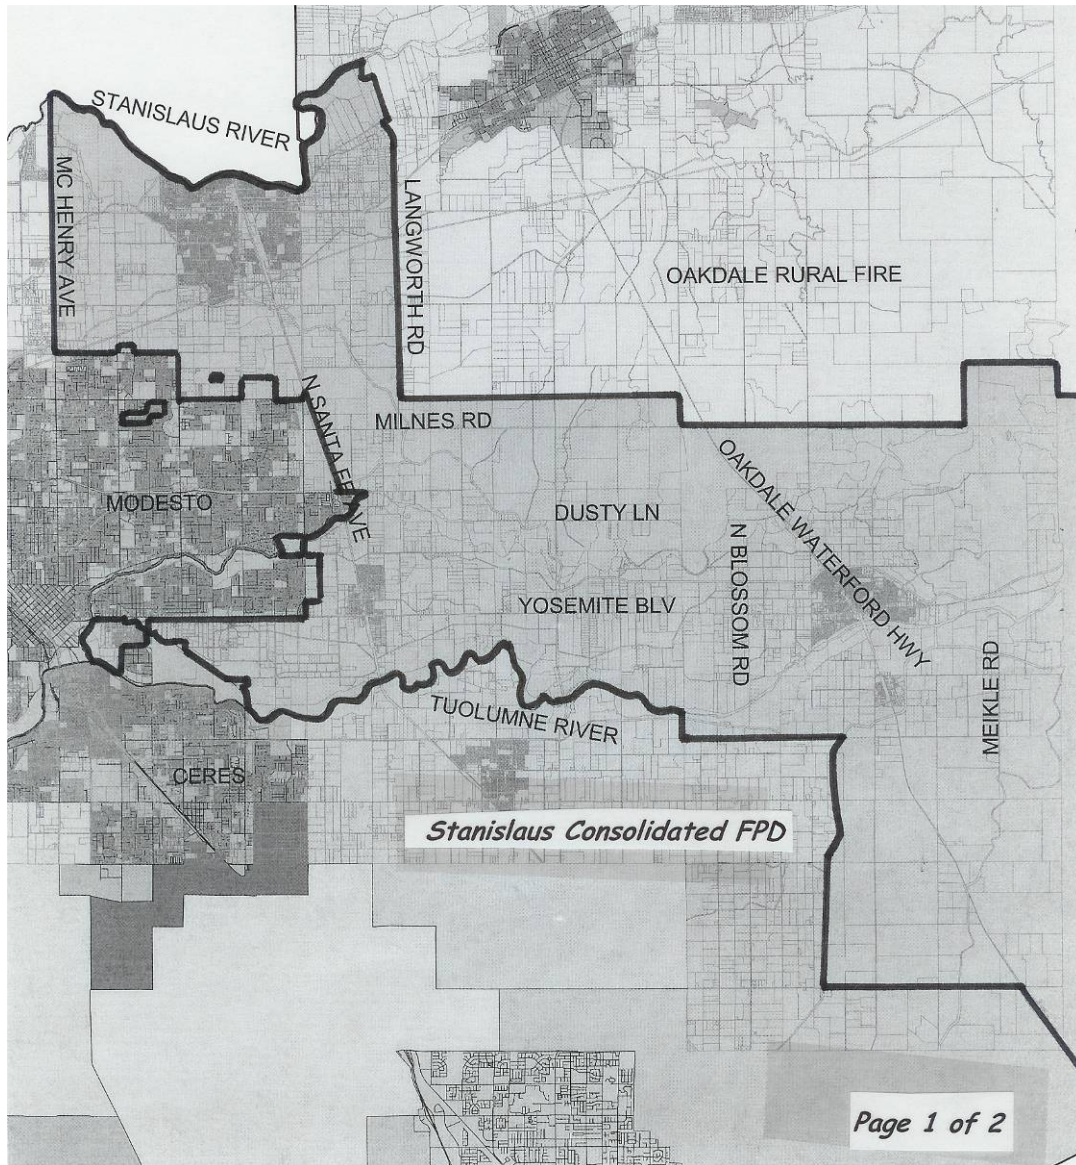 STANISLAUS RIVER
MC HENRY AVE
LANGWORTH RD
OAKDALE RURAL FIRE
N SANTA FE AVE
MILNES RD
OAKDALE WATERFORD HWY
MODESTO
DUSTY LN
N BLOSSOM RD
YOSEMITE BLV
MEIKLE RD
TUOLUMNE RIVER
CERES
Stanislaus Consolidated FPD
Page 1 of 2